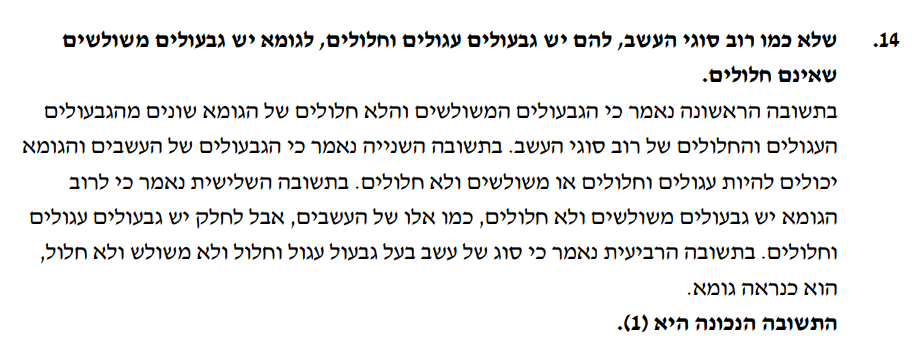 14. שלא כמו רוב סוגי העשב, להם יש גבעולים עגולים וחלולים, לגומא יש גבעולים משולשים
שאינם חלולים.
בתשובה הראשונה נאמר כי הגבעולים המשולשים והלא חלולים של הגומא שונים מהגבעולים
העגולים והחלולים של רוב סוגי העשב. בתשובה השנייה נאמר כי הגבעולים של העשבים והגומא
יכולים להיות עגולים וחלולים או משולשים ולא חלולים. בתשובה השלישית נאמר כי לרוב
הגומא יש גבעולים משולשים ולא חלולים, כמו אלו של העשבים, אבל לחלק יש גבעולים עגולים
וחלולים. בתשובה הרביעית נאמר כי סוג של עשב בעל גבעול עגול וחלול ולא משולש ולא חלול,
הוא כנראה גומא.
התשובה הנכונה היא (1).